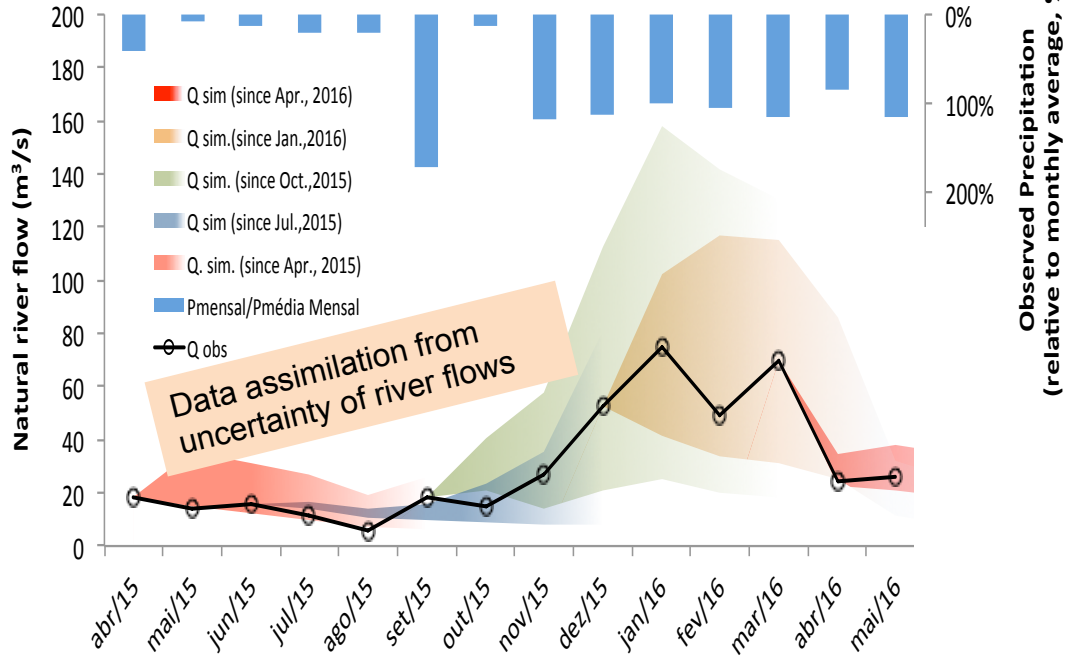 Natural river flow (m³/s)
200
180
160
140
120
100
80
60
40
20
0
Q sim (since Apr., 2016)
Q sim.(since Jan.,2016)
Q sim. (since Oct.,2015)
Q sim (since Jul.,2015)
Q. sim. (since Apr., 2015)
Pmensal/Pmédia Mensal
Q obs
Data assimilation from
uncertainty of river flows
0%
100%
200%
Observed Precipitation
(relative to monthly average,
abr/15
mai/15
jun/15
jul/15
ago/15
set/15
out/15
nov/15
dez/15
jan/16
fev/16
mar/16
abr/16
mai/16